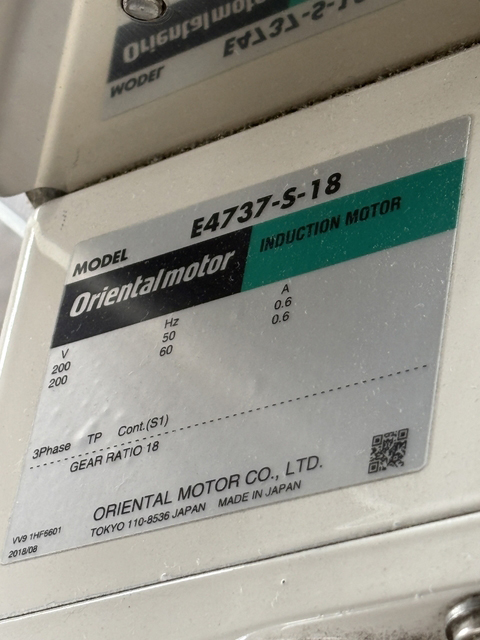 MODEL E4737-S-18
Orientalmotor INDUCTION MOTOR
V Hz A
200 50 0.6
200 60 0.6
3Phase TP Cont.(S1)
GEAR RATIO 18
ORIENTAL MOTOR CO., LTD.
TOKYO 110-8536 JAPAN MADE IN JAPAN
VV9 1HF6601
2018/08